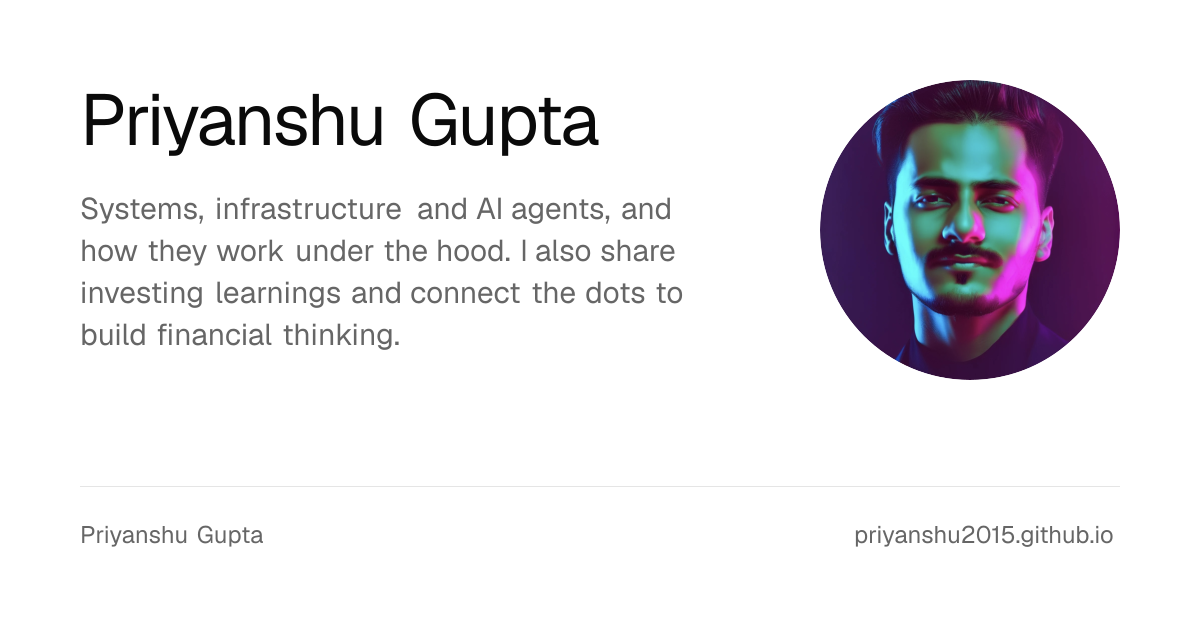 Priyanshu Gupta
Systems, infrastructure and AI agents, and
how they work under the hood. I also share
investing learnings and connect the dots to
build financial thinking.
Priyanshu Gupta
priyanshu2015.github.io